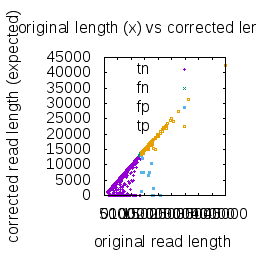 original length (x) vs corrected ler
corrected read length (expected)
45000
40000
35000
30000
25000
20000
15000
10000
5000
0
tn
fn
fp
tp
original read length